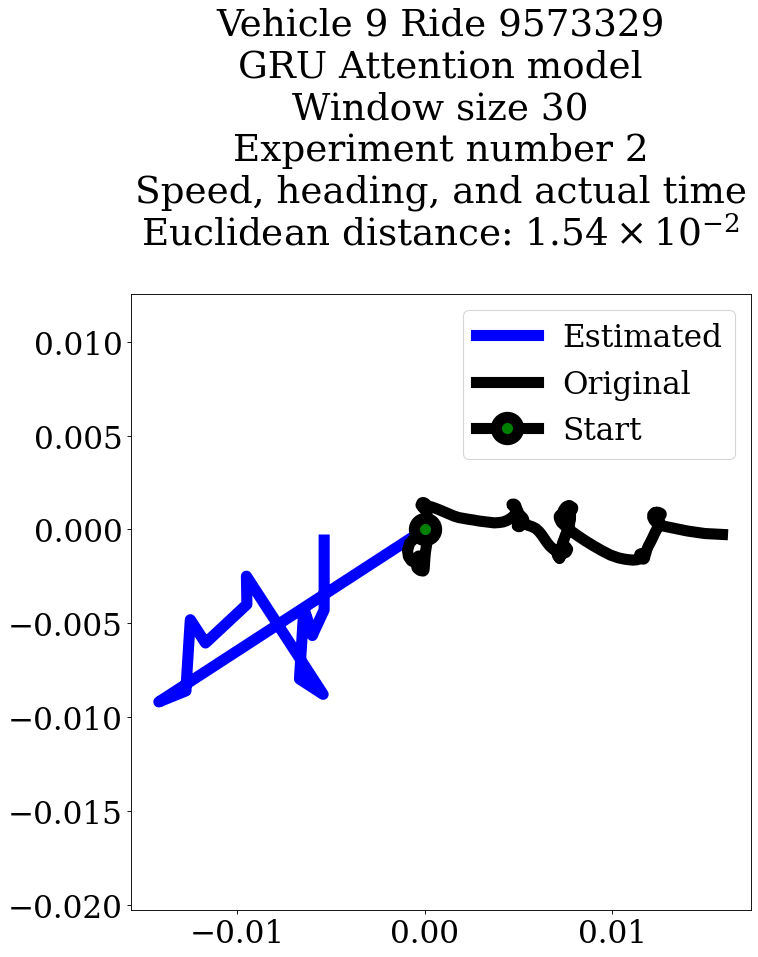 Vehicle 9 Ride 9573329
GRU Attention model
Window size 30
Experiment number 2
Speed, heading, and actual time
Euclidean distance: 1.54 × 10⁻²
Estimated
Original
Start
0.010
0.005
0.000
−0.005
−0.010
−0.015
−0.020
−0.01 0.00 0.01